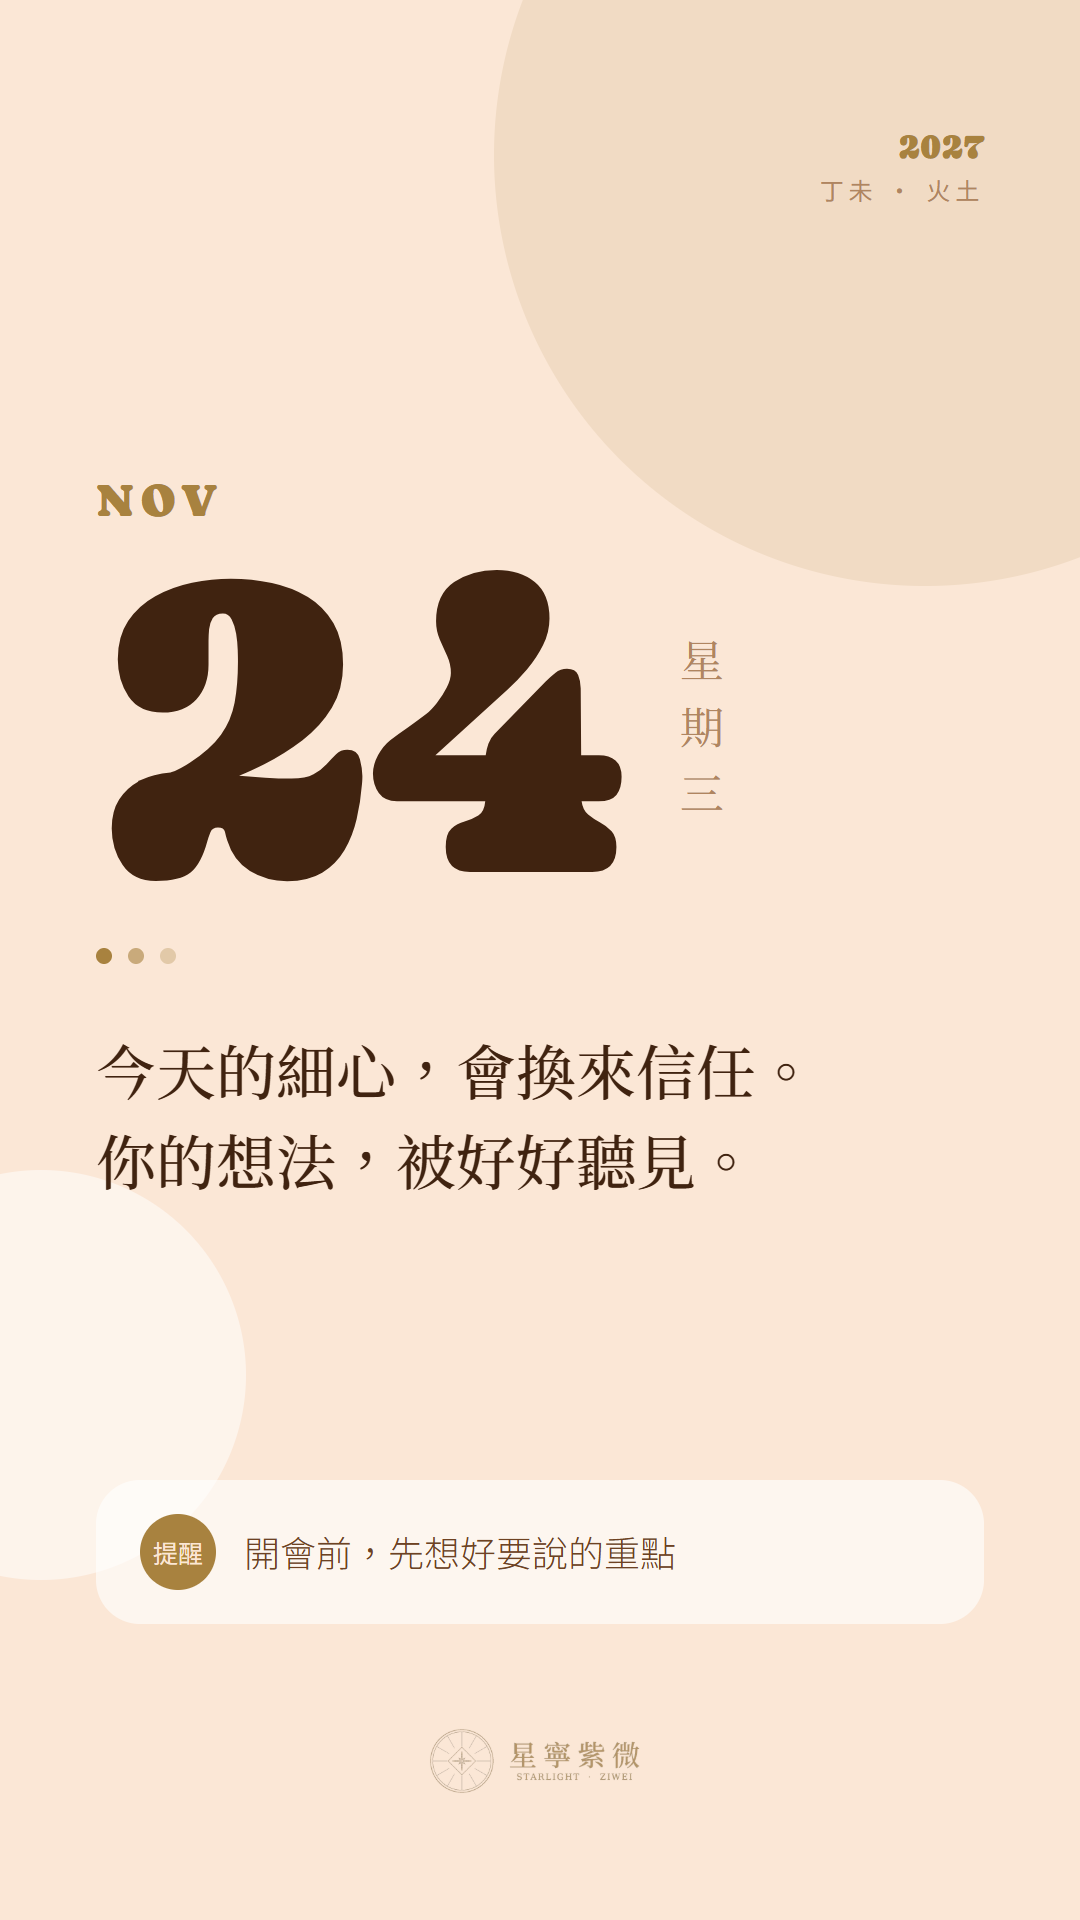 2027
丁未 · 火土
NOV
24
星期三
今天的細心，會換來信任。
你的想法，被好好聽見。
提醒
開會前，先想好要說的重點
星寧紫微
STARLIGHT · ZIWEI